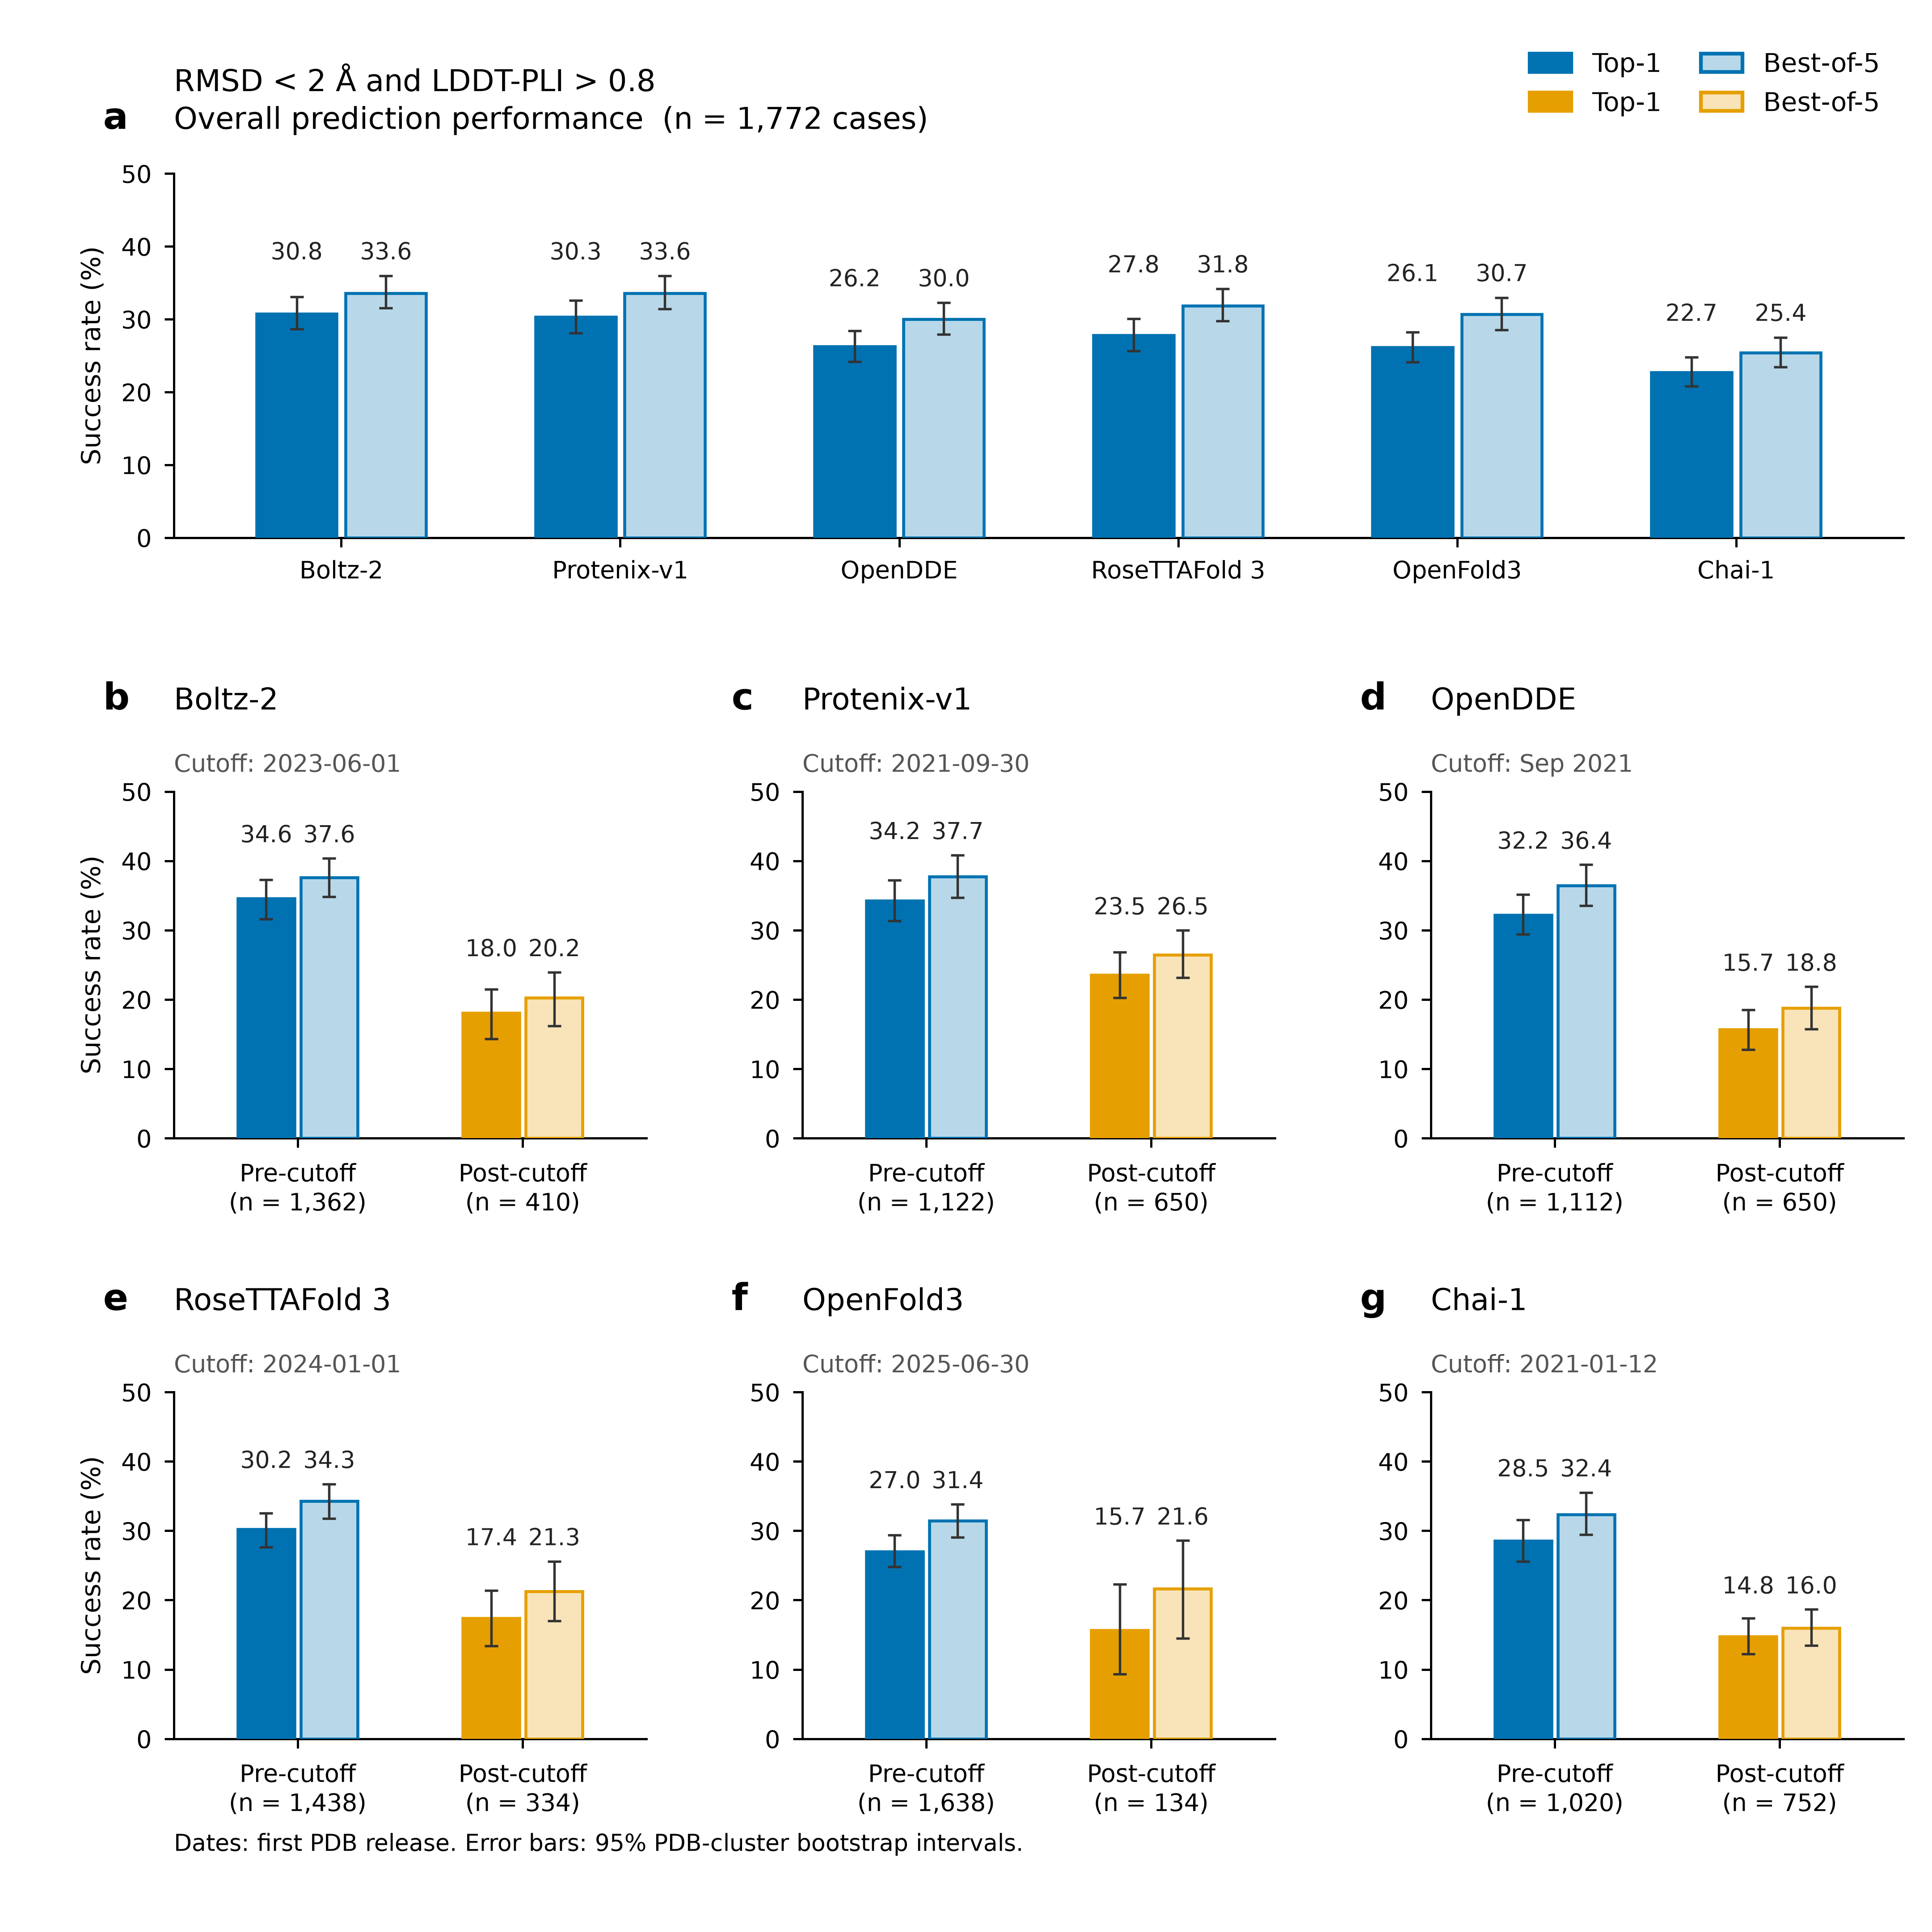 RMSD < 2 Å and LDDT-PLI > 0.8
a Overall prediction performance (n = 1,772 cases)
Top-1 Best-of-5
Top-1 Best-of-5
Success rate (%)
50
40
30
20
10
0
30.8 33.6 30.3 33.6 26.2 30.0 27.8 31.8 26.1 30.7 22.7 25.4
Boltz-2 Protenix-v1 OpenDDE RoseTTAFold 3 OpenFold3 Chai-1
b Boltz-2
Cutoff: 2023-06-01
Success rate (%)
50
40
30
20
10
0
34.6 37.6 18.0 20.2
Pre-cutoff Post-cutoff
(n = 1,362) (n = 410)
c Protenix-v1
Cutoff: 2021-09-30
50
40
30
20
10
0
34.2 37.7 23.5 26.5
Pre-cutoff Post-cutoff
(n = 1,122) (n = 650)
d OpenDDE
Cutoff: Sep 2021
50
40
30
20
10
0
32.2 36.4 15.7 18.8
Pre-cutoff Post-cutoff
(n = 1,112) (n = 650)
e RoseTTAFold 3
Cutoff: 2024-01-01
Success rate (%)
50
40
30
20
10
0
30.2 34.3 17.4 21.3
Pre-cutoff Post-cutoff
(n = 1,438) (n = 334)
f OpenFold3
Cutoff: 2025-06-30
50
40
30
20
10
0
27.0 31.4 15.7 21.6
Pre-cutoff Post-cutoff
(n = 1,638) (n = 134)
g Chai-1
Cutoff: 2021-01-12
50
40
30
20
10
0
28.5 32.4 14.8 16.0
Pre-cutoff Post-cutoff
(n = 1,020) (n = 752)
Dates: first PDB release. Error bars: 95% PDB-cluster bootstrap intervals.